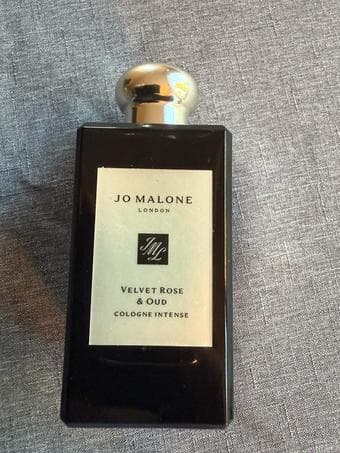 JO MALONE
LONDON
JML
VELVET ROSE
& OUD
COLOGNE INTENSE